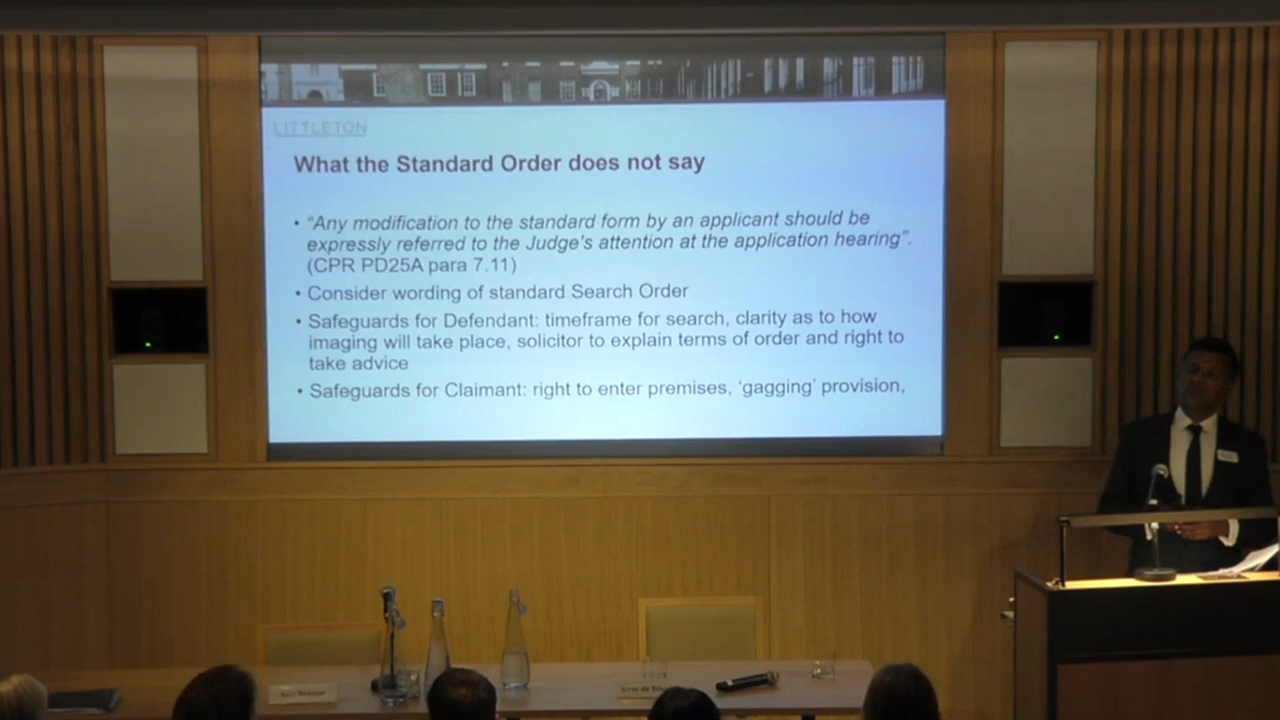 LITTLETON
What the Standard Order does not say
• “Any modification to the standard form by an applicant should be
expressly referred to the Judge's attention at the application hearing”.
(CPR PD25A para 7.11)
• Consider wording of standard Search Order
• Safeguards for Defendant: timeframe for search, clarity as to how
imaging will take place, solicitor to explain terms of order and right to
take advice
• Safeguards for Claimant: right to enter premises, ‘gagging’ provision,